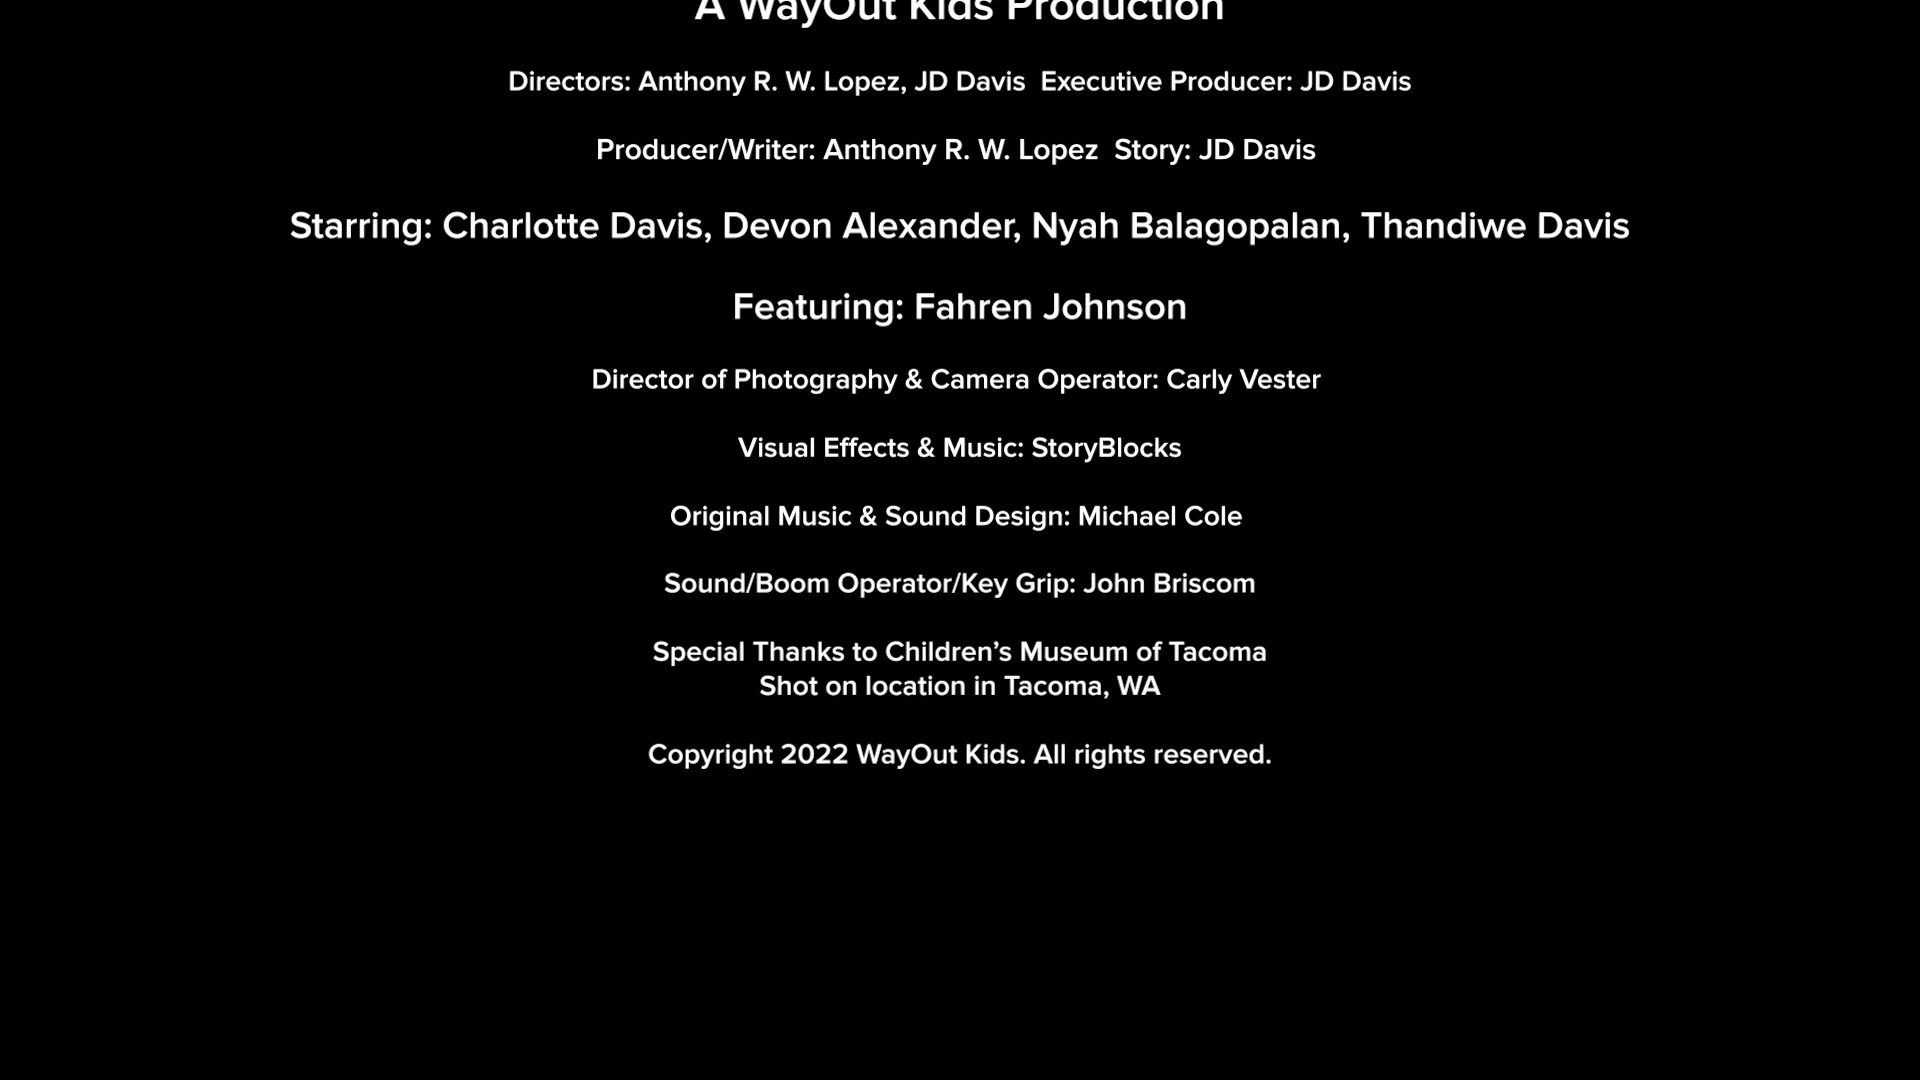 A WayOut Kids Production
Directors: Anthony R. W. Lopez, JD Davis  Executive Producer: JD Davis
Producer/Writer: Anthony R. W. Lopez  Story: JD Davis
Starring: Charlotte Davis, Devon Alexander, Nyah Balagopalan, Thandiwe Davis
Featuring: Fahren Johnson
Director of Photography & Camera Operator: Carly Vester
Visual Effects & Music: StoryBlocks
Original Music & Sound Design: Michael Cole
Sound/Boom Operator/Key Grip: John Briscom
Special Thanks to Children’s Museum of Tacoma
Shot on location in Tacoma, WA
Copyright 2022 WayOut Kids. All rights reserved.